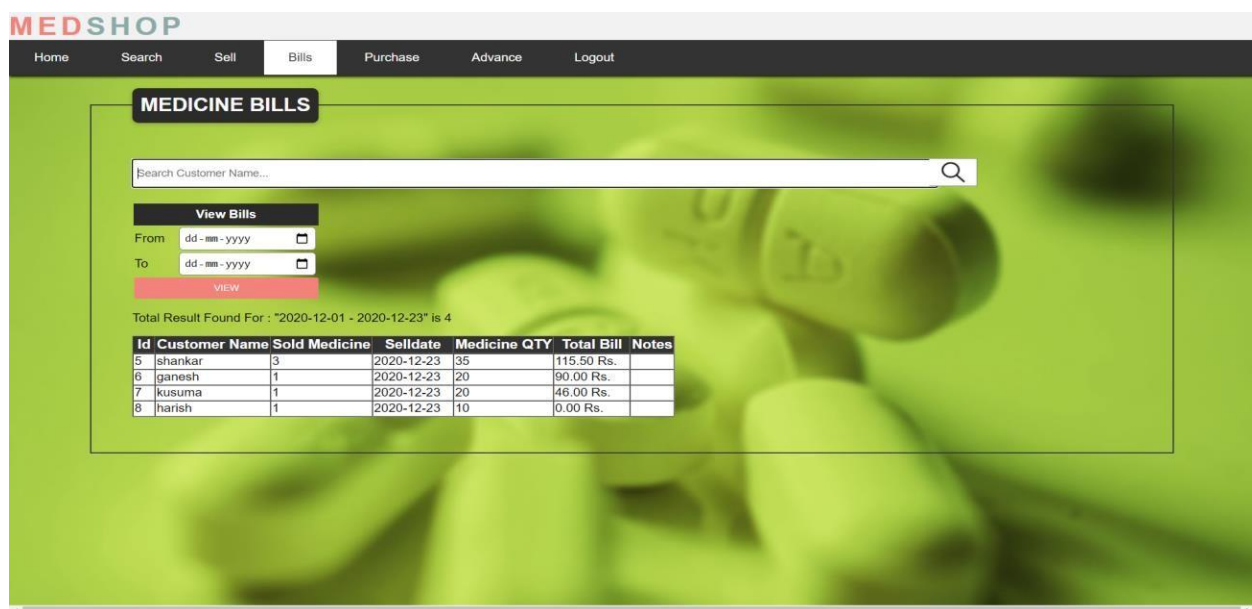 MEDSHOP
Home Search Sell Bills Purchase Advance Logout
MEDICINE BILLS
Search Customer Name...
View Bills
From dd-mm-yyyy
To dd-mm-yyyy
VIEW
Total Result Found For : "2020-12-01 - 2020-12-23" is 4
Id Customer Name Sold Medicine Selldate Medicine QTY Total Bill Notes
5 shankar 3 2020-12-23 35 115.50 Rs.
6 ganesh 1 2020-12-23 20 90.00 Rs.
7 kusuma 1 2020-12-23 20 46.00 Rs.
8 harish 1 2020-12-23 10 0.00 Rs.